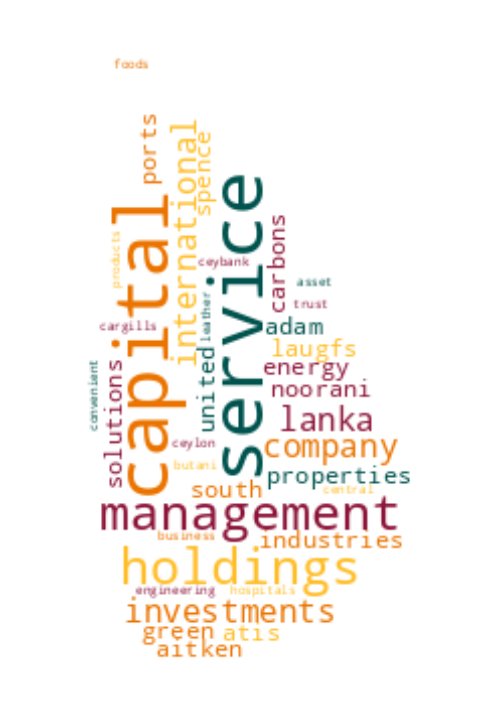 foods
ports
international
spence
capital
service
carbons
products
ceybank
asset
trust
leather
cargills
adam
laugfs
convenient
solutions
united
energy
noorani
lanka
ceylon
company
butani
properties
south
central
management
business
industries
holdings
engineering
hospitals
investments
green
atis
aitken